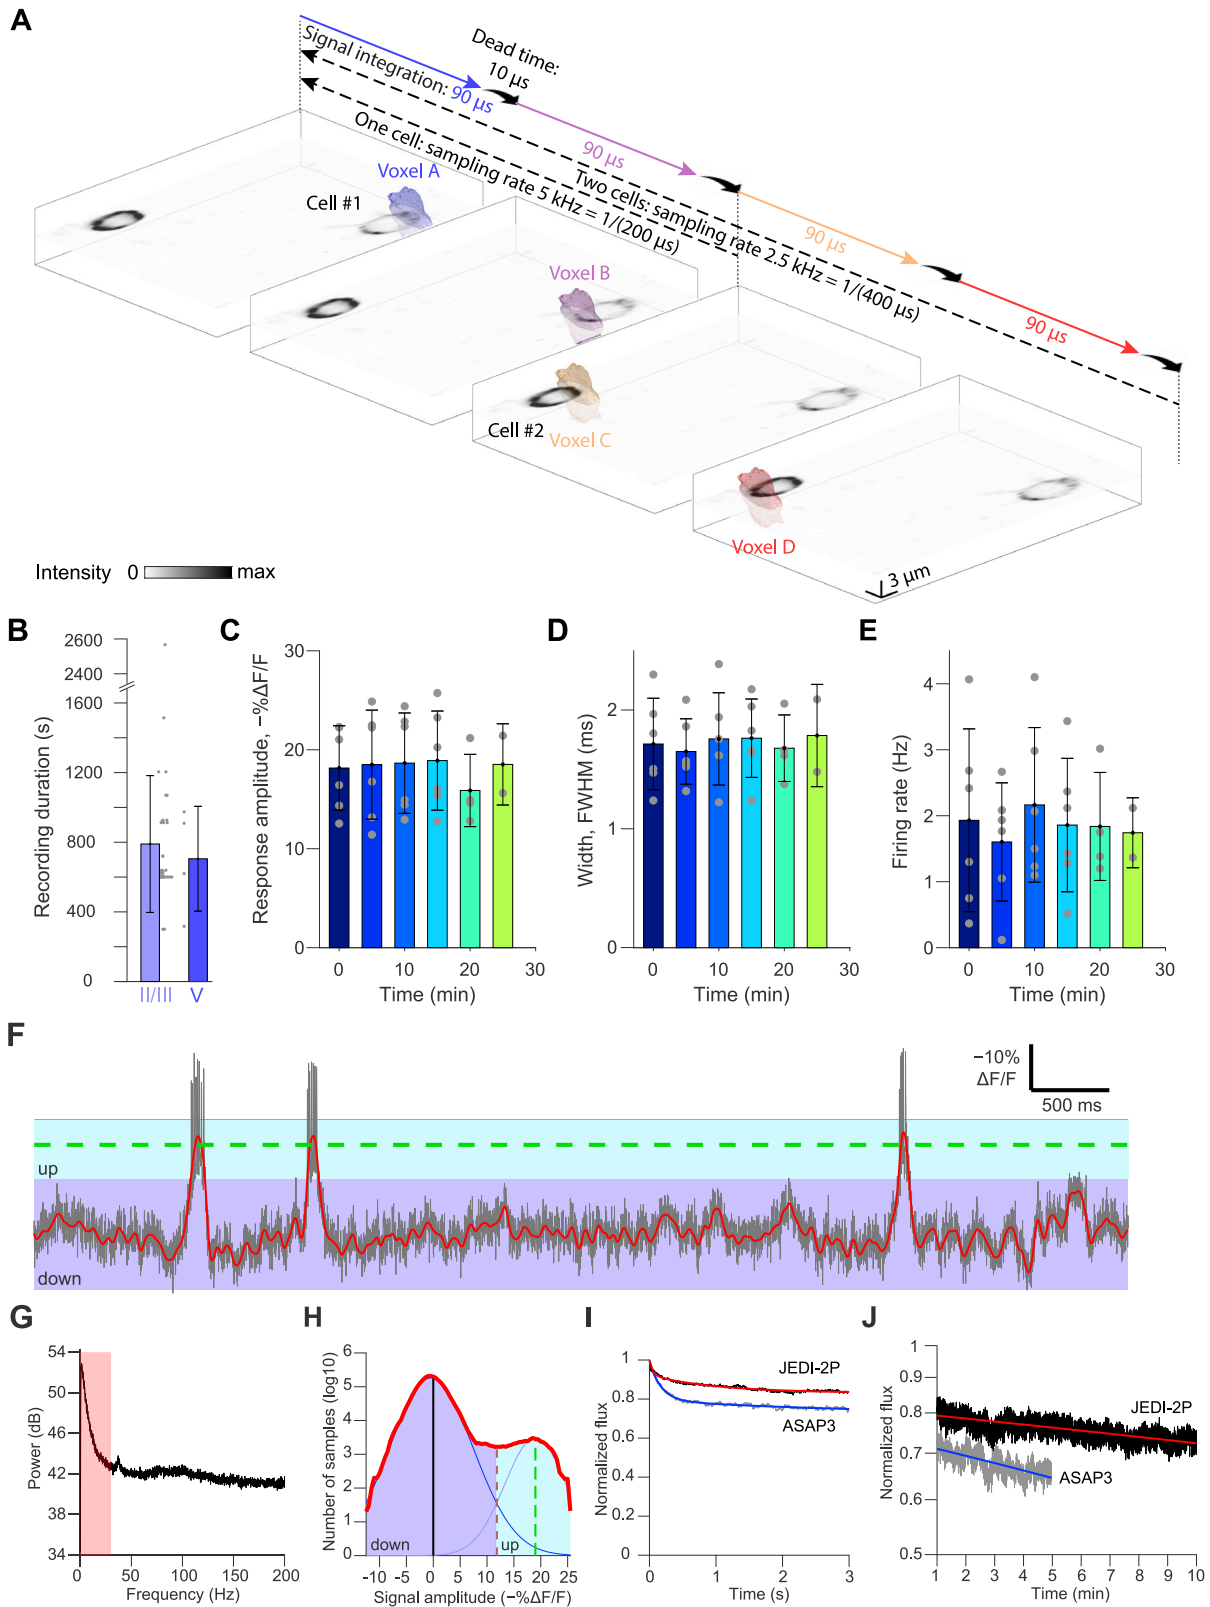 A
Signal integration: 90 µs
Dead time:
10 µs
90 µs
90 µs
90 µs
One cell: sampling rate 5 kHz = 1/(200 µs)
Two cells: sampling rate 2.5 kHz = 1/(400 µs)
Voxel A
Cell #1
Voxel B
Cell #2
Voxel C
Voxel D
Intensity 0 max
3 µm
B
Recording duration (s)
2600
2400
1600
1200
800
400
0
II/III V
C
Response amplitude, −%ΔF/F
30
20
10
0
0 10 20 30
Time (min)
D
Width, FWHM (ms)
2
1
0
0 10 20 30
Time (min)
E
Firing rate (Hz)
4
3
2
1
0
0 10 20 30
Time (min)
F
−10%
ΔF/F
500 ms
up
down
G
Power (dB)
54
50
46
42
38
34
0 50 100 150 200
Frequency (Hz)
H
Number of samples (log10)
6
5
4
3
2
1
0
down up
-10 -5 0 5 10 15 20 25
Signal amplitude (−%ΔF/F)
I
Normalized flux
1
0.8
0.6
0.4
0.2
0
JEDI-2P
ASAP3
0 1 2 3
Time (s)
J
Normalized flux
1
0.9
0.8
0.7
0.6
0.5
JEDI-2P
ASAP3
1 2 3 4 5 6 7 8 9 10
Time (min)